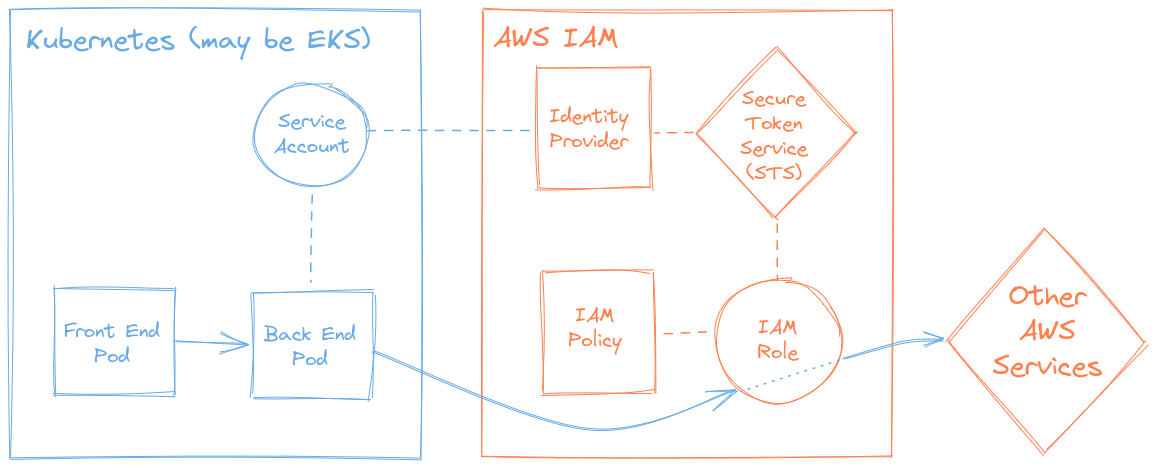 Kubernetes (may be EKS)
AWS IAM
Service
Account
Identity
Provider
Secure
Token
Service
(STS)
Front End
Pod
Back End
Pod
IAM
Policy
IAM
Role
Other
AWS
Services